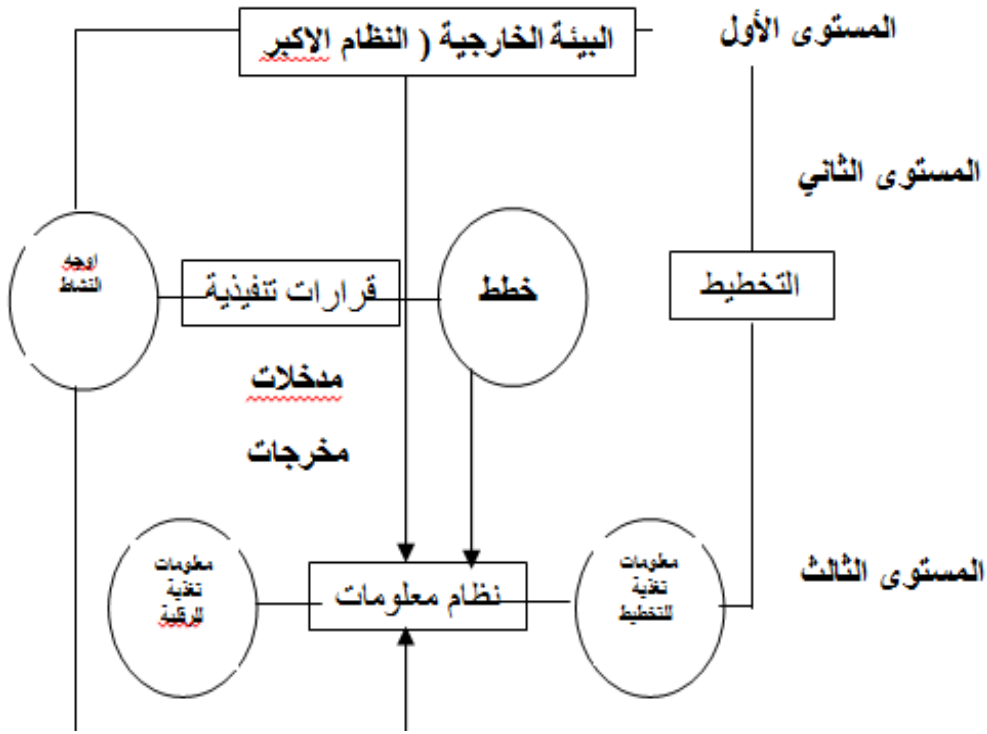 المستوى الأول
البيئة الخارجية ( النظام الاكبر
المستوى الثاني
التخطيط
خطط
قرارات تنفيذية
اوجه
النشاط
مدخلات
مخرجات
المستوى الثالث
معلومات
تغذية
للتخطيط
نظام معلومات
معلومات
تغذية
للرقلية